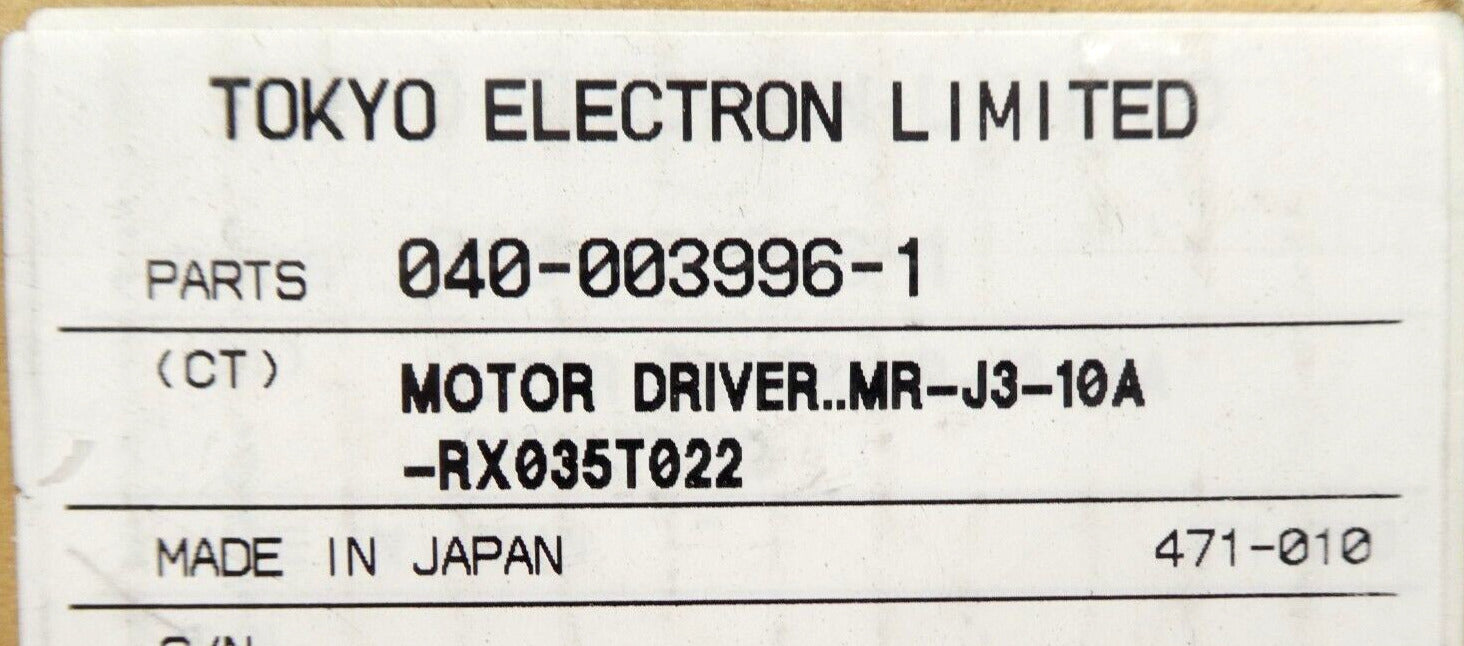 TOKYO ELECTRON LIMITED
PARTS 040-003996-1
(CT) MOTOR DRIVER..MR-J3-10A
-RX035T022
MADE IN JAPAN 471-010